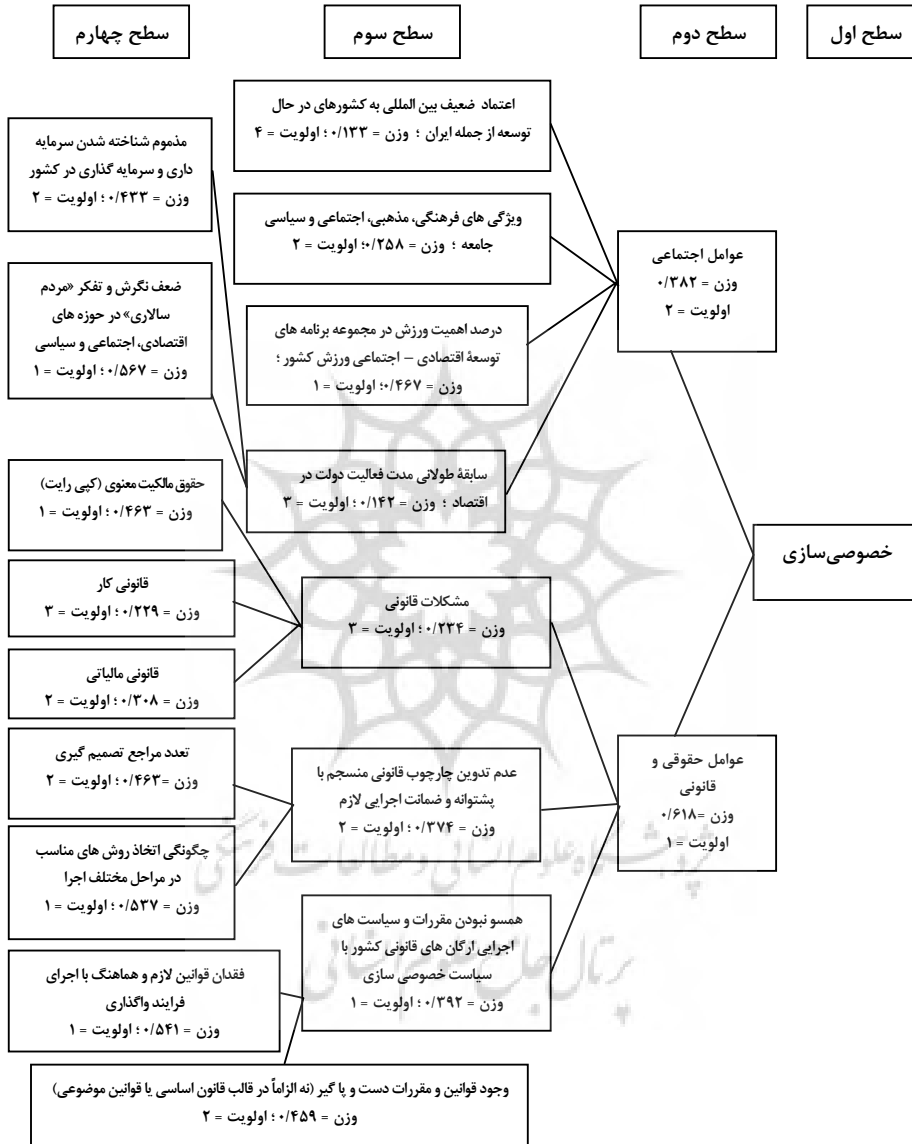 سطح اول
سطح دوم
سطح سوم
سطح چهارم
خصوصی‌سازی
عوامل اجتماعی
وزن = ۰/۳۸۲
اولویت = ۲
عوامل حقوقی و
قانونی
وزن =۰/۶۱۸
اولویت =۱
اعتماد ضعیف بین المللی به کشورهای در حال
توسعه از جمله ایران ؛ وزن = ۰/۱۳۳؛ اولویت = ۴
ویژگی های فرهنگی، مذهبی، اجتماعی و سیاسی
جامعه ؛ وزن = ۰/۲۵۸؛ اولویت = ۲
درصد اهمیت ورزش در مجموعه برنامه های
توسعۀ اقتصادی – اجتماعی ورزش کشور ؛
وزن = ۰/۴۶۷؛ اولویت = ۱
سابقۀ طولانی مدت فعالیت دولت در
اقتصاد ؛ وزن = ۰/۱۴۲؛ اولویت = ۳
مشکلات قانونی
وزن = ۰/۲۳۴؛ اولویت = ۳
عدم تدوین چارچوب قانونی منسجم با
پشتوانه و ضمانت اجرایی لازم
وزن = ۰/۳۷۴؛ اولویت = ۲
همسو نبودن مقررات و سیاست های
اجرایی ارگان های قانونی کشور با
سیاست خصوصی سازی
وزن = ۰/۳۹۲؛ اولویت = ۱
مذموم شناخته شدن سرمایه
داری و سرمایه گذاری در کشور
وزن = ۰/۴۳۳؛ اولویت = ۲
ضعف نگرش و تفکر «مردم
سالاری» در حوزه های
اقتصادی، اجتماعی و سیاسی
وزن = ۰/۵۶۷؛ اولویت = ۱
حقوق مالکیت معنوی (کپی رایت)
وزن = ۰/۴۶۳؛ اولویت = ۱
قانونی کار
وزن = ۰/۲۲۹؛ اولویت = ۳
قانونی مالیاتی
وزن = ۰/۳۰۸؛ اولویت = ۲
تعدد مراجع تصمیم گیری
وزن =۰/۴۶۳؛ اولویت = ۲
چگونگی اتخاذ روش های مناسب
در مراحل مختلف اجرا
وزن = ۰/۵۳۷؛ اولویت = ۱
فقدان قوانین لازم و هماهنگ با اجرای
فرایند واگذاری
وزن = ۰/۵۴۱؛ اولویت = ۱
وجود قوانین و مقررات دست و پا گیر (نه الزاماً در قالب قانون اساسی یا قوانین موضوعی)
وزن = ۰/۴۵۹؛ اولویت = ۲
پژوهشگاه علوم انسانی و مطالعات فرهنگی
پرتال جامع علوم انسانی